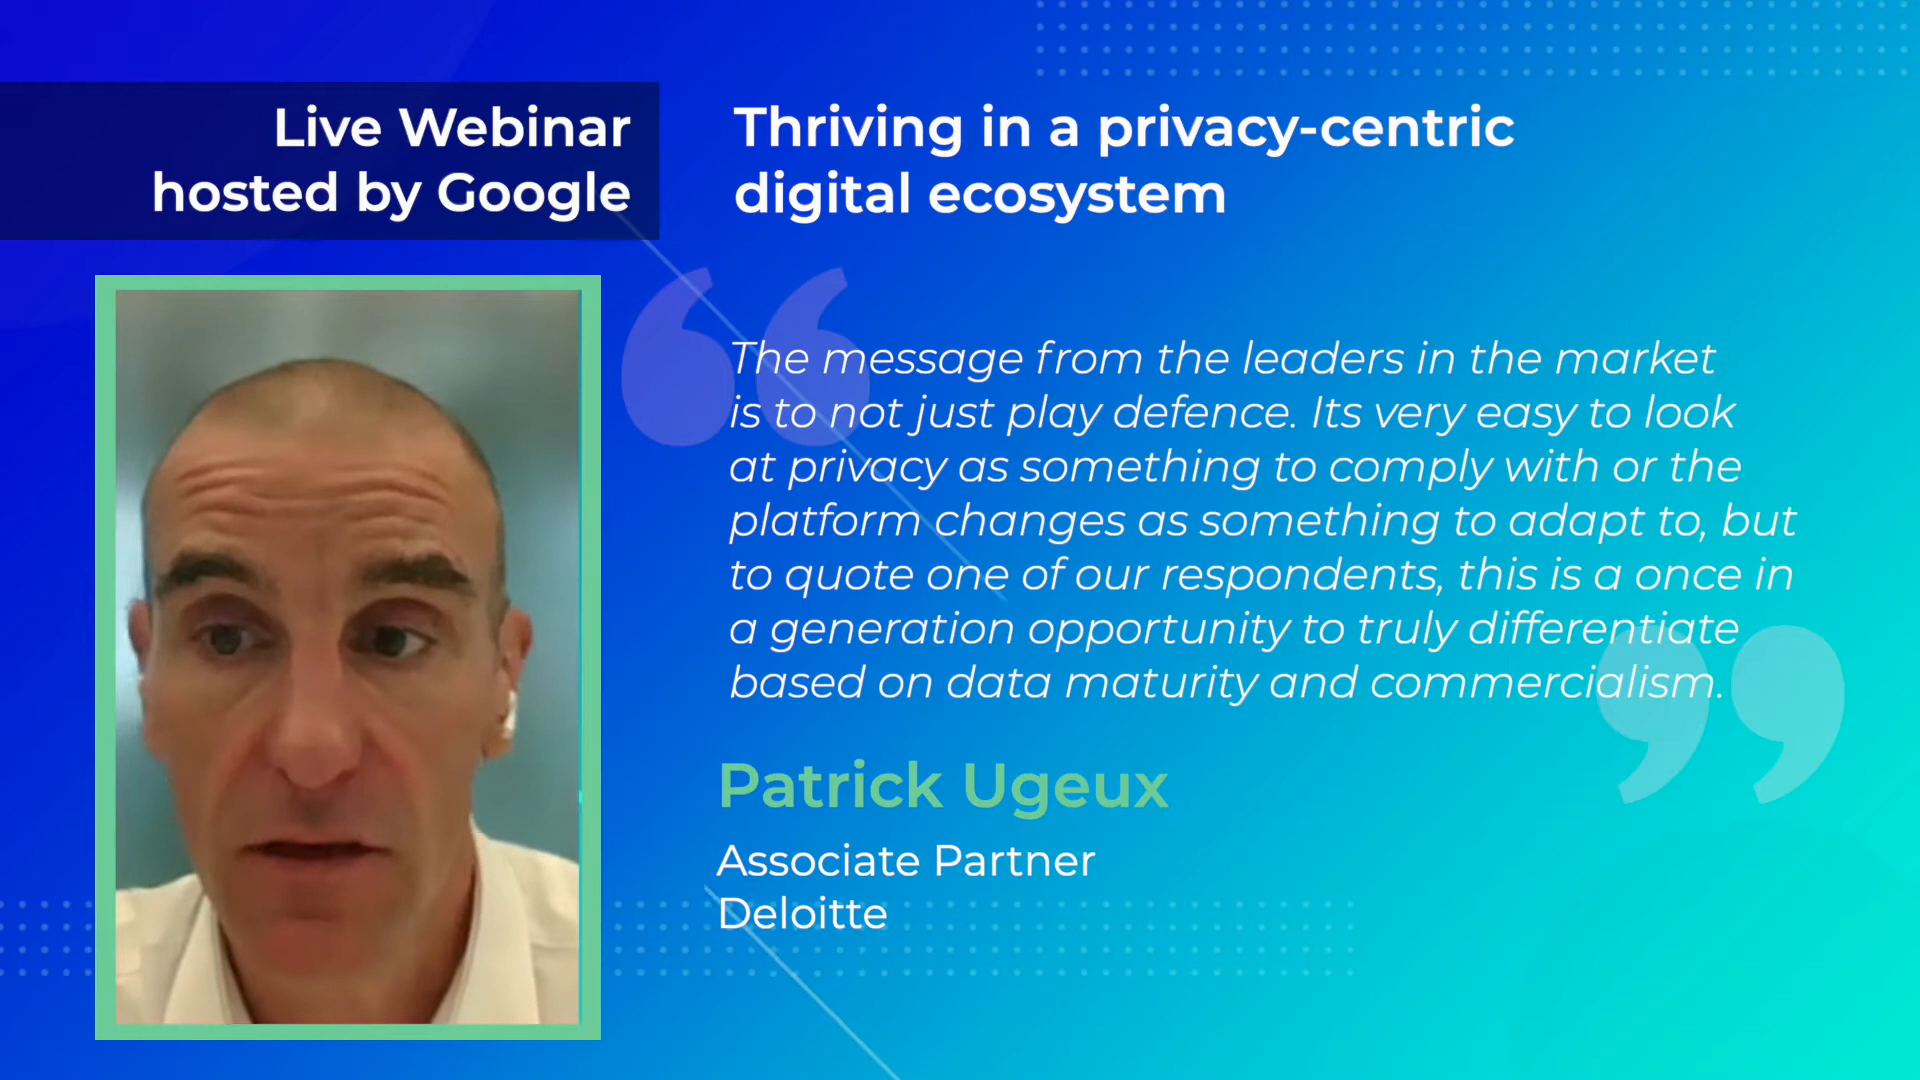 Live Webinar
hosted by Google
Thriving in a privacy-centric
digital ecosystem
The message from the leaders in the market
is to not just play defence. Its very easy to look
at privacy as something to comply with or the
platform changes as something to adapt to, but
to quote one of our respondents, this is a once in
a generation opportunity to truly differentiate
based on data maturity and commercialism.
Patrick Ugeux
Associate Partner
Deloitte